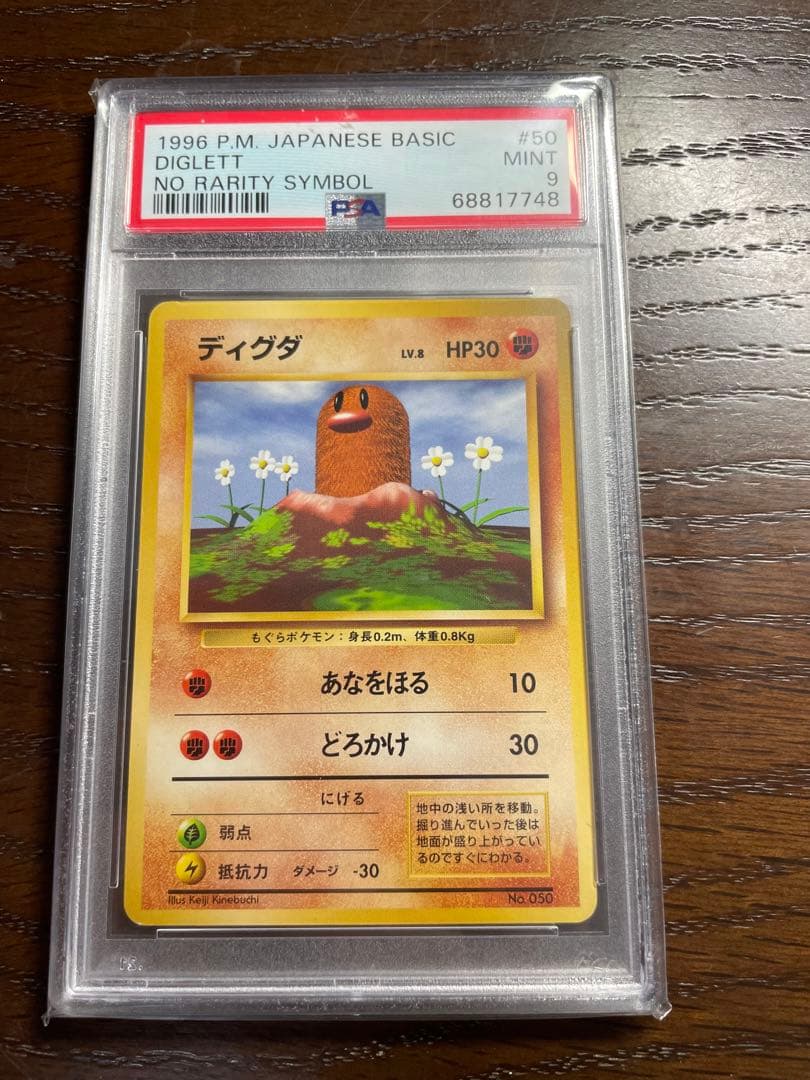 1996 P.M. JAPANESE BASIC #50
DIGLETT MINT
NO RARITY SYMBOL 9
68817748
PSA
ディグダ LV.8 HP30
もぐらポケモン：身長0.2m、体重0.8Kg
あなをほる 10
どろかけ 30
にげる
弱点
抵抗力 ダメージ -30
地中の浅い所を移動。
掘り進んでいった後は
地面が盛り上がってい
るのですぐにわかる。
Illus Keiji Kinebuchi No. 050